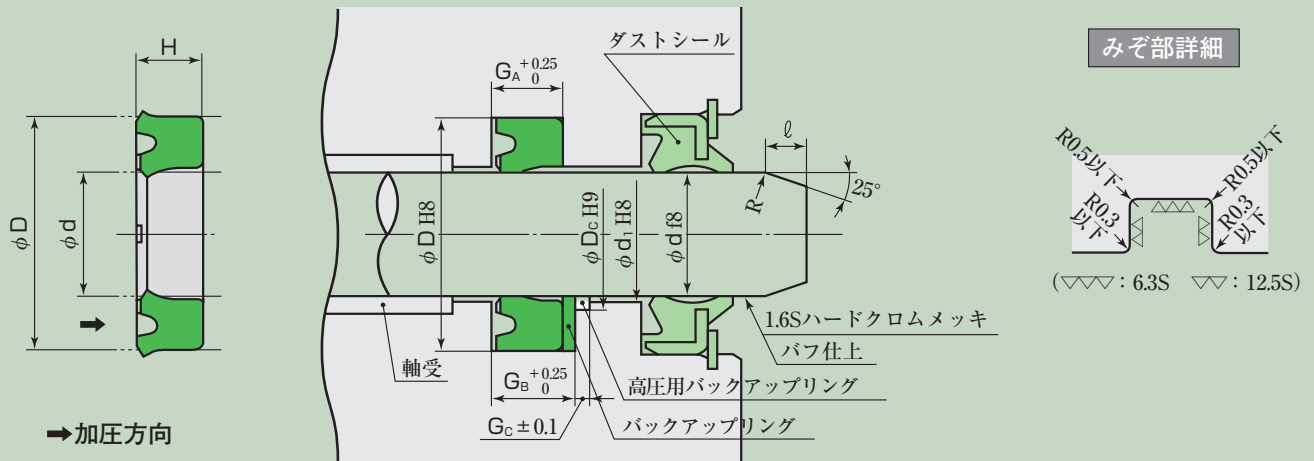 H
φD
φd
➡加圧方向
ダストシール
GA +0.25 0
ℓ
25°
R
φD H8
φDC H9
φd1 H8
φd f8
軸受
GB +0.25 0
GC ±0.1
1.6Sハードクロムメッキ
バフ仕上
高圧用バックアップリング
バックアップリング
みぞ部詳細
R0.5以下
R0.5以下
R0.3
以下
R0.3
以下
(▽▽▽:6.3S ▽▽:12.5S)